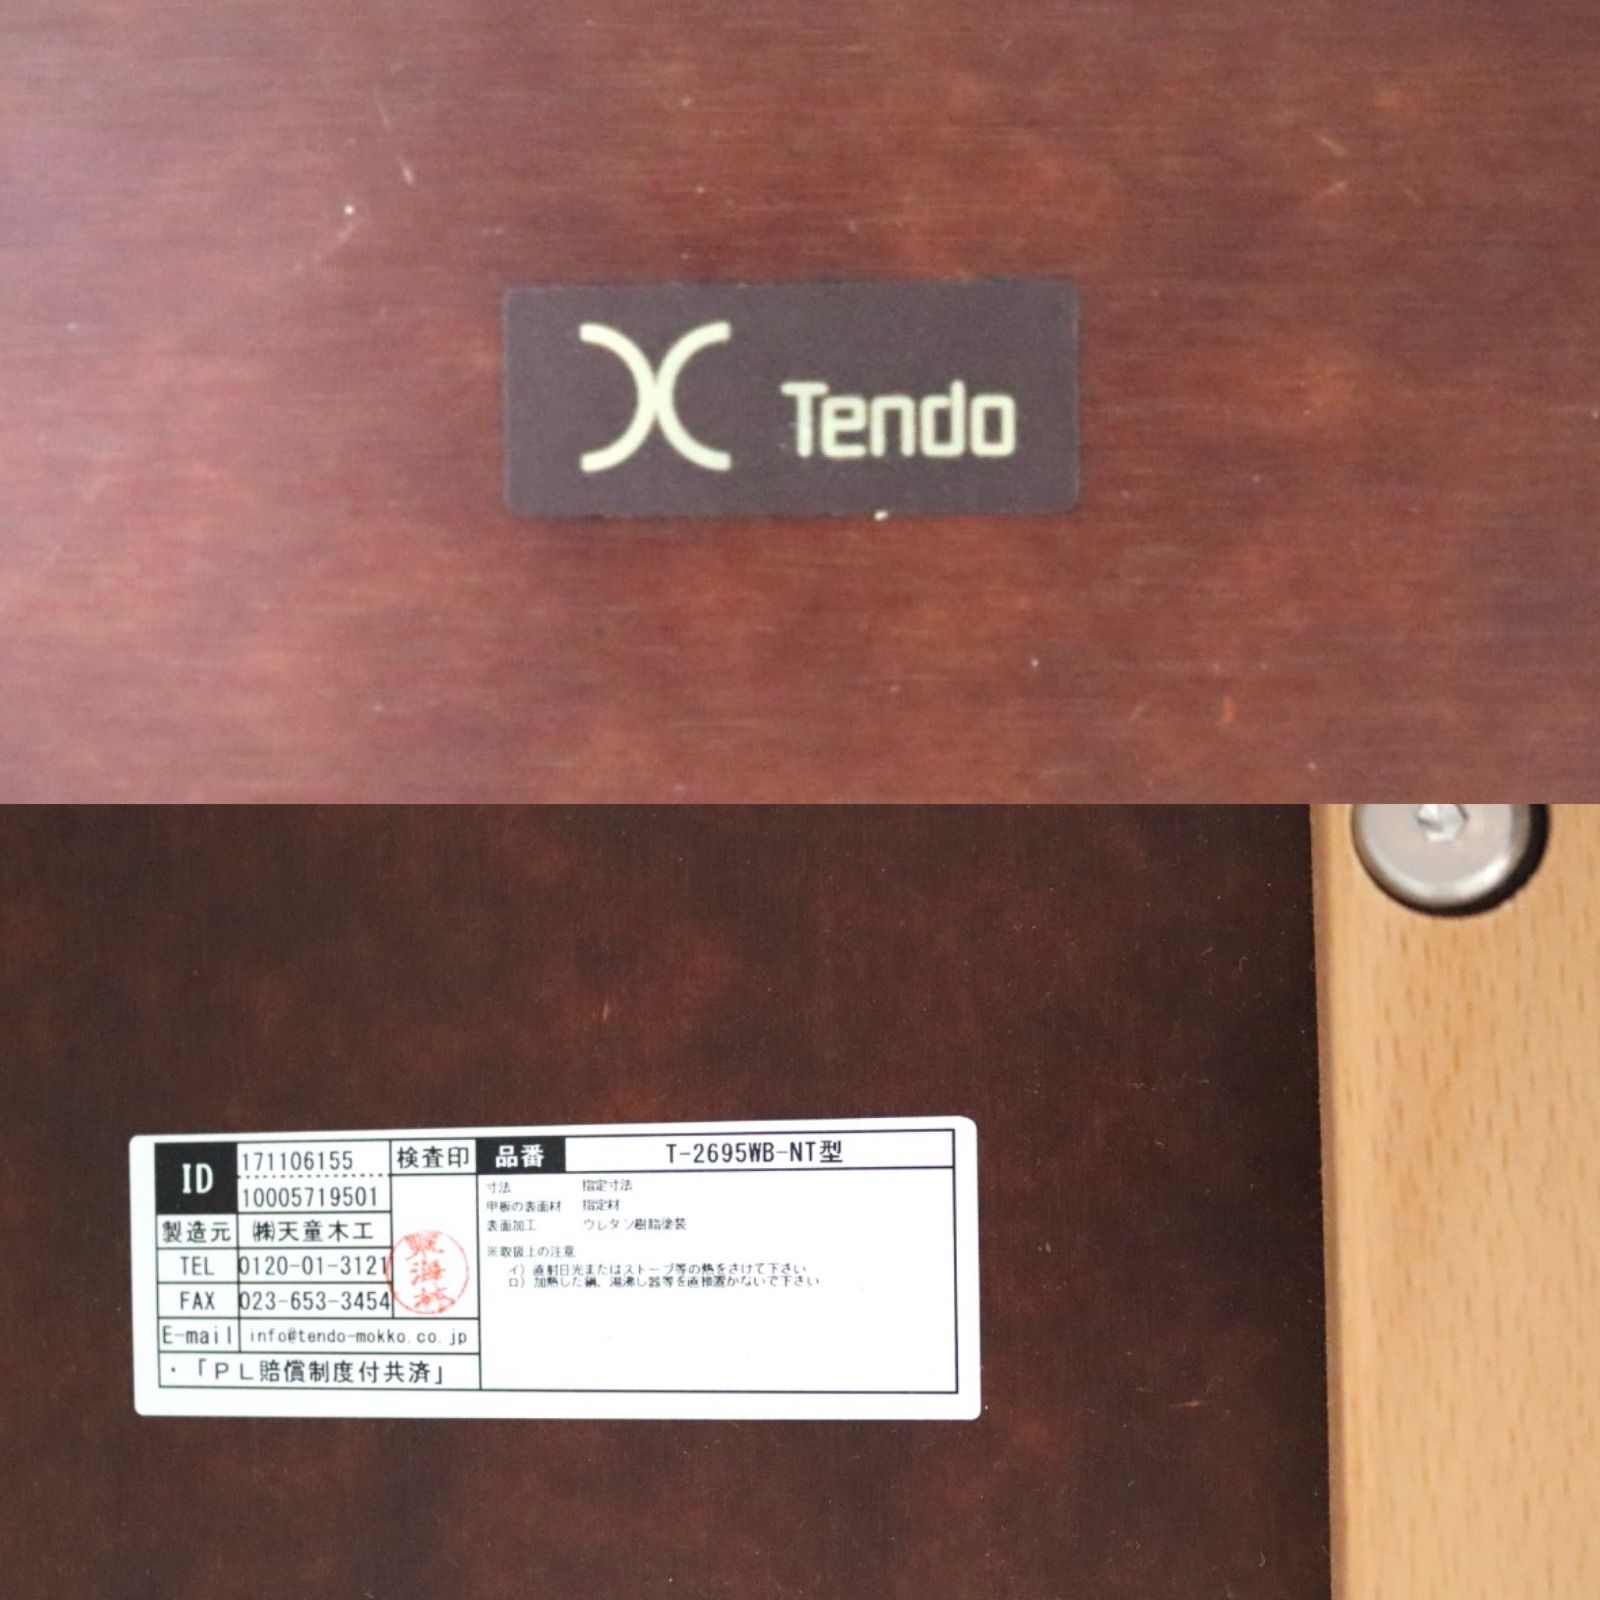 Tendo
ID
171106155
10005719501
検査印
製造元
㈱天童木工
TEL
0120-01-3121
FAX
023-653-3454
E-mail
info@tendo-mokko.co.jp
・「PL賠償制度付共済」
品番
T-2695WB-NT型
寸法 指定寸法
甲板の表面材 指定材
表面加工 ウレタン樹脂塗装
※取扱上の注意
イ）直射日光またはストーブ等の熱をさけて下さい
ロ）加熱した鍋、湯沸し器等を直接置かないで下さい